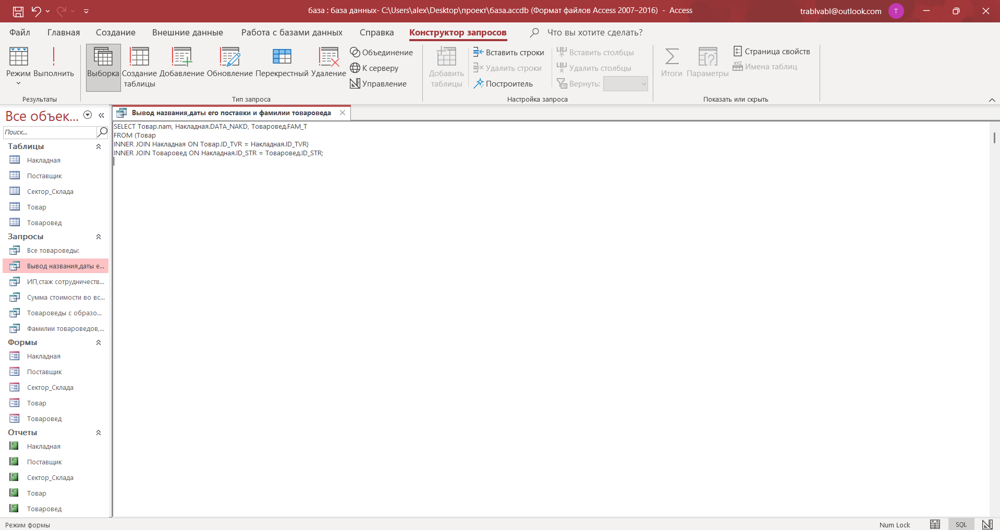 база : база данных- C:\Users\alex\Desktop\проект\база.accdb (Формат файлов Access 2007–2016) - Access
trablvabl@outlook.com
T
Файл
Главная
Создание
Внешние данные
Работа с базами данных
Справка
Конструктор запросов
Что вы хотите сделать?
Режим
Выполнить
Результаты
Выборка
Создание
таблицы
Добавление
Обновление
Перекрестный
Удаление
Объединение
К серверу
Управление
Тип запроса
Добавить
таблицы
Вставить строки
Удалить строки
Построитель
Вставить столбцы
Удалить столбцы
Вернуть:
Настройка запроса
Итоги
Параметры
Страница свойств
XYZ
Имена таблиц
Показать или скрыть
Все объек...
Поиск...
Таблицы
Накладная
Поставщик
Сектор_Склада
Товар
Товаровед
Запросы
Все товароведы:
Вывод названия,даты е...
ИП,стаж сотрудничеств...
Сумма стоимости во вс...
Товароведы с образо...
Фамилии товароведов,...
Формы
Накладная
Поставщик
Сектор_Склада
Товар
Товаровед
Отчеты
Накладная
Поставщик
Сектор_Склада
Товар
Товаровед
Вывод названия,даты его поставки и фамилии товароведа
SELECT Товар.nam, Накладная.DATA_NAKD, Товаровед.FAM_T
FROM (Товар
INNER JOIN Накладная ON Товар.ID_TVR = Накладная.ID_TVR)
INNER JOIN Товаровед ON Накладная.ID_STR = Товаровед.ID_STR;
Режим формы
Num Lock
SQL